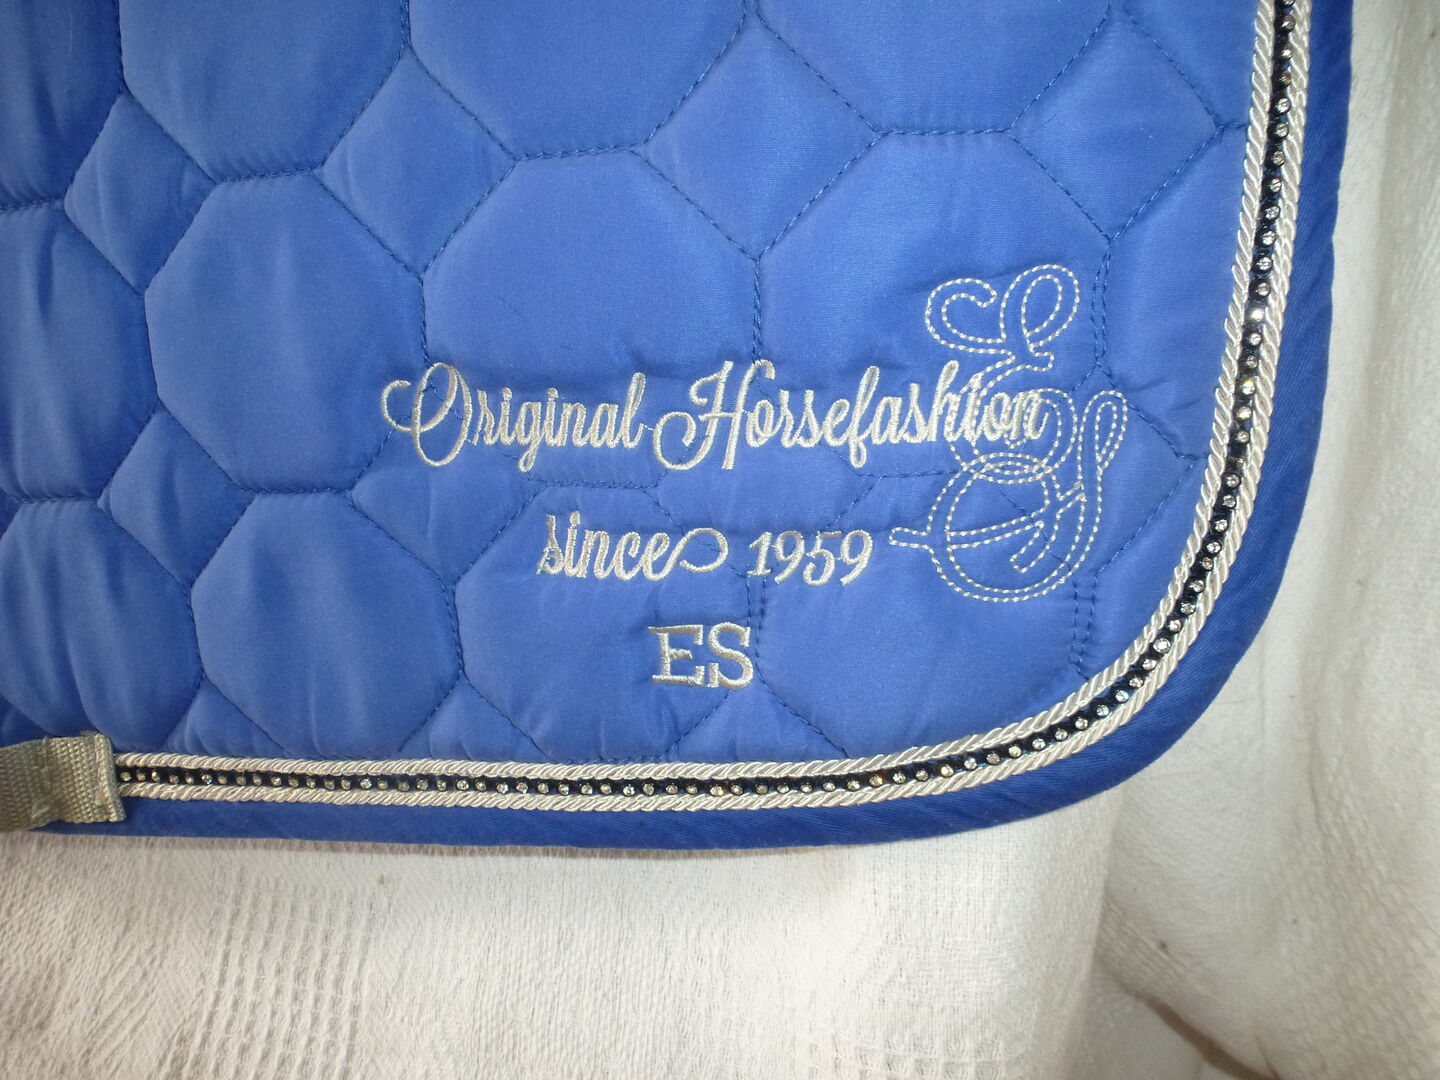 Original Horsefashion
since 1959
ES